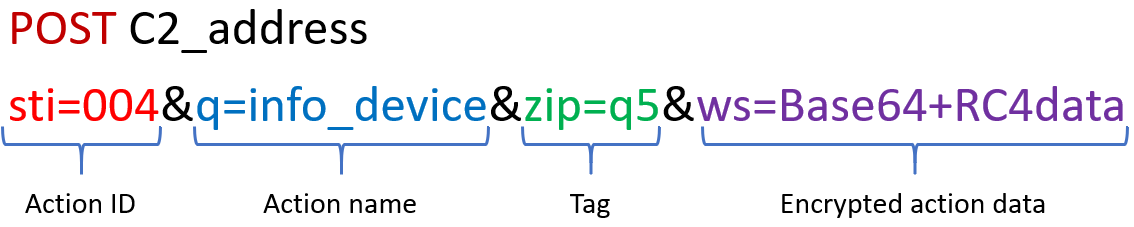 POST C2_address
sti=004&q=info_device&zip=q5&ws=Base64+RC4data
Action ID Action name Tag Encrypted action data